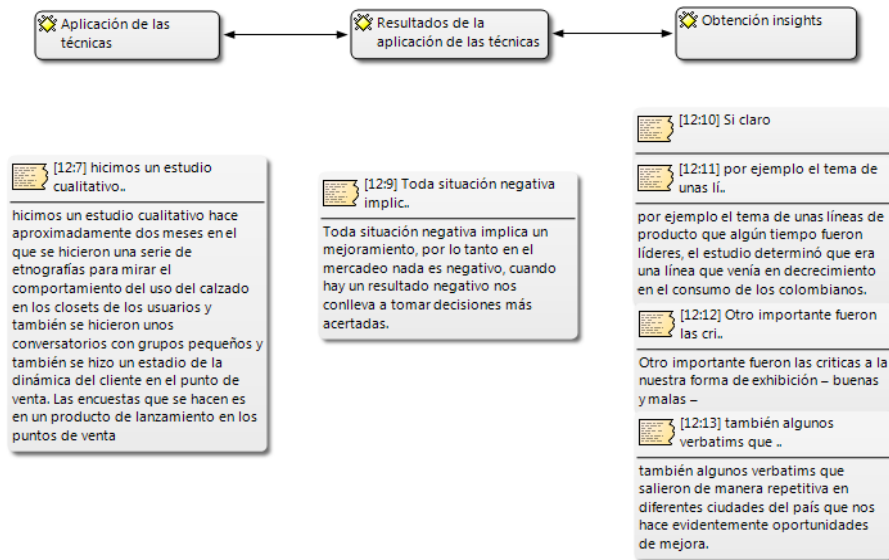 Aplicación de las
técnicas
Resultados de la
aplicación de las técnicas
Obtención insights
[12:7] hicimos un estudio
cualitativo..
hicimos un estudio cualitativo hace
aproximadamente dos meses en el
que se hicieron una serie de
etnografías para mirar el
comportamiento del uso del calzado
en los closets de los usuarios y
también se hicieron unos
conversatorios con grupos pequeños y
también se hizo un estadio de la
dinámica del cliente en el punto de
venta. Las encuestas que se hacen es
en un producto de lanzamiento en los
puntos de venta
[12:9] Toda situación negativa
implic..
Toda situación negativa implica un
mejoramiento, por lo tanto en el
mercadeo nada es negativo, cuando
hay un resultado negativo nos
conlleva a tomar decisiones más
acertadas.
[12:10] Si claro
[12:11] por ejemplo el tema de
unas lí..
por ejemplo el tema de unas líneas de
producto que algún tiempo fueron
líderes, el estudio determinó que era
una línea que venía en decrecimiento
en el consumo de los colombianos.
[12:12] Otro importante fueron
las cri..
Otro importante fueron las criticas a la
nuestra forma de exhibición – buenas
y malas –
[12:13] también algunos
verbatims que ..
también algunos verbatims que
salieron de manera repetitiva en
diferentes ciudades del país que nos
hace evidentemente oportunidades
de mejora.